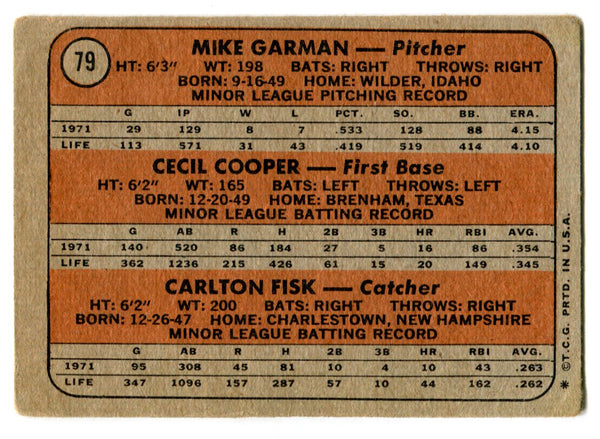 79
MIKE GARMAN — Pitcher
HT: 6'3" WT: 198 BATS: RIGHT THROWS: RIGHT
BORN: 9-16-49 HOME: WILDER, IDAHO
MINOR LEAGUE PITCHING RECORD
G IP W L PCT. SO. BB. ERA.
1971 29 129 8 7 .533 128 88 4.15
LIFE 113 571 31 43 .419 519 414 4.10
CECIL COOPER — First Base
HT: 6'2" WT: 165 BATS: LEFT THROWS: LEFT
BORN: 12-20-49 HOME: BRENHAM, TEXAS
MINOR LEAGUE BATTING RECORD
G AB R H 2B 3B HR RBI AVG.
1971 140 520 86 184 27 5 16 86 .354
LIFE 362 1236 215 426 61 15 20 149 .345
CARLTON FISK — Catcher
HT: 6'2" WT: 200 BATS: RIGHT THROWS: RIGHT
BORN: 12-26-47 HOME: CHARLESTOWN, NEW HAMPSHIRE
MINOR LEAGUE BATTING RECORD
G AB R H 2B 3B HR RBI AVG.
1971 95 308 45 81 10 4 10 43 .263
LIFE 347 1096 157 287 57 10 44 162 .262
* © T.C.G. PRTD. IN U.S.A.